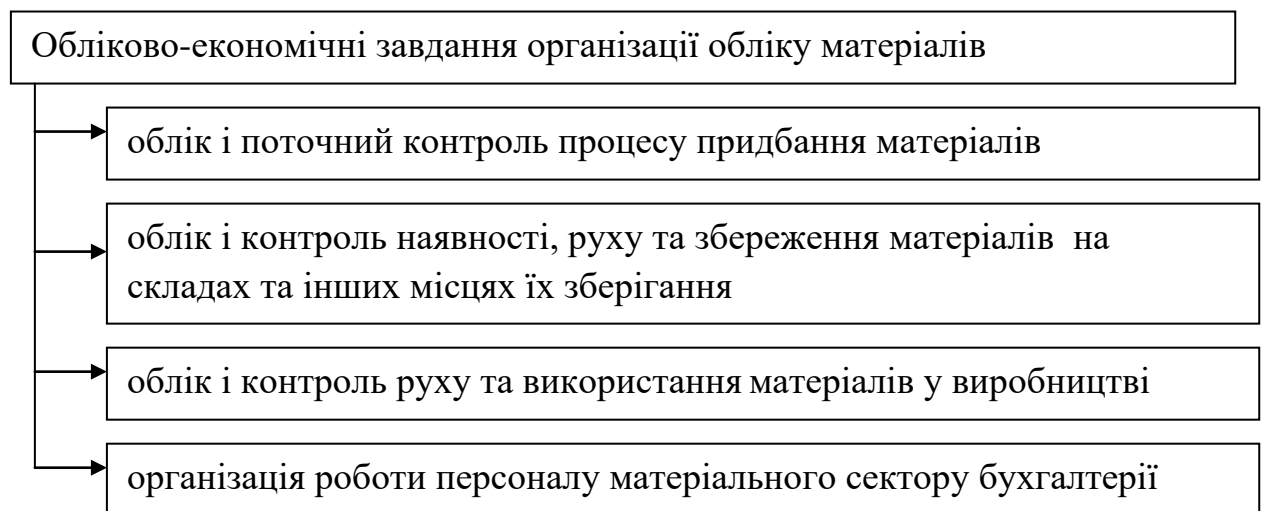 Обліково-економічні завдання організації обліку матеріалів
облік і поточний контроль процесу придбання матеріалів
облік і контроль наявності, руху та збереження матеріалів на
складах та інших місцях їх зберігання
облік і контроль руху та використання матеріалів у виробництві
організація роботи персоналу матеріального сектору бухгалтерії